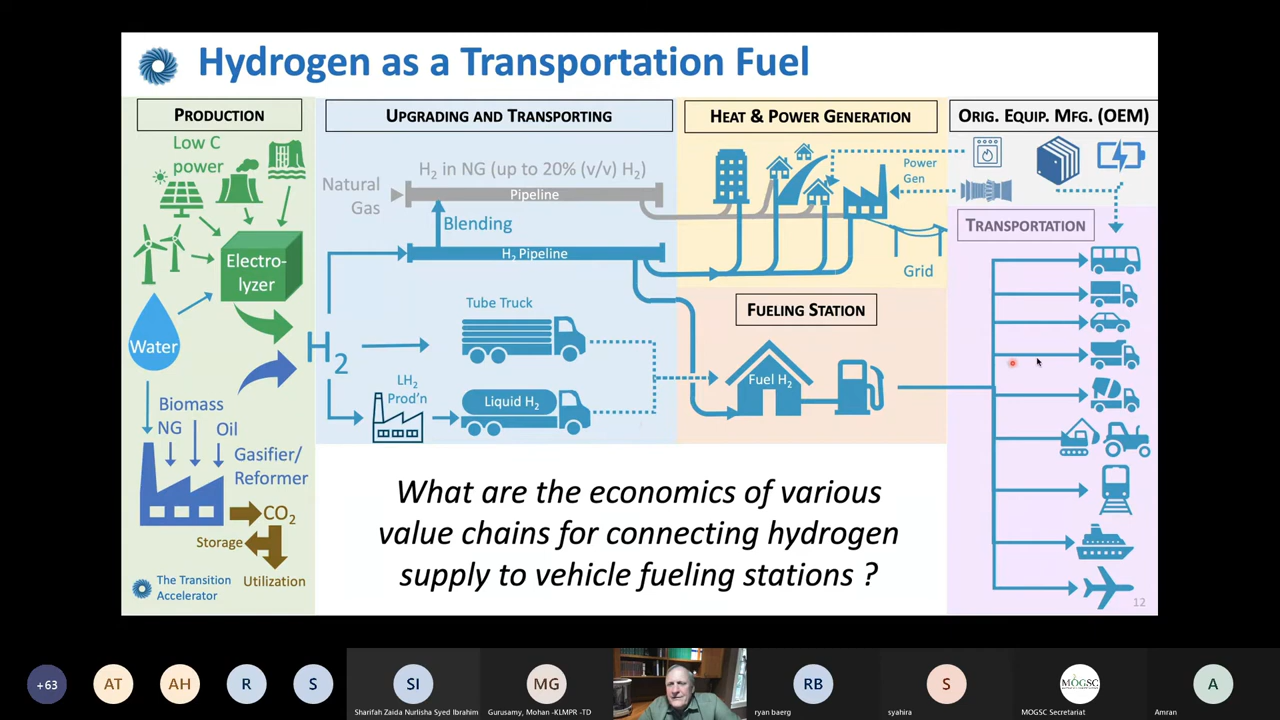 Hydrogen as a Transportation Fuel
PRODUCTION
Low C
power
Electro-
lyzer
Water
H2
Biomass
NG
Oil
Gasifier/
Reformer
CO2
Storage
Utilization
The Transition
Accelerator
UPGRADING AND TRANSPORTING
H2 in NG (up to 20% (v/v) H2)
Natural
Gas
Pipeline
Blending
H2 Pipeline
Tube Truck
LH2
Prod'n
Liquid H2
HEAT & POWER GENERATION
Power
Gen
Grid
FUELING STATION
Fuel H2
ORIG. EQUIP. MFG. (OEM)
TRANSPORTATION
What are the economics of various
value chains for connecting hydrogen
supply to vehicle fueling stations ?
12
+63
AT
AH
R
S
SI
Sharifah Zaida Nurlisha Syed Ibrahim
MG
Gurusamy, Mohan -KLMPR -TD
RB
ryan baerg
S
syahira
MOGSC
MOGSC Secretariat
A
Amran